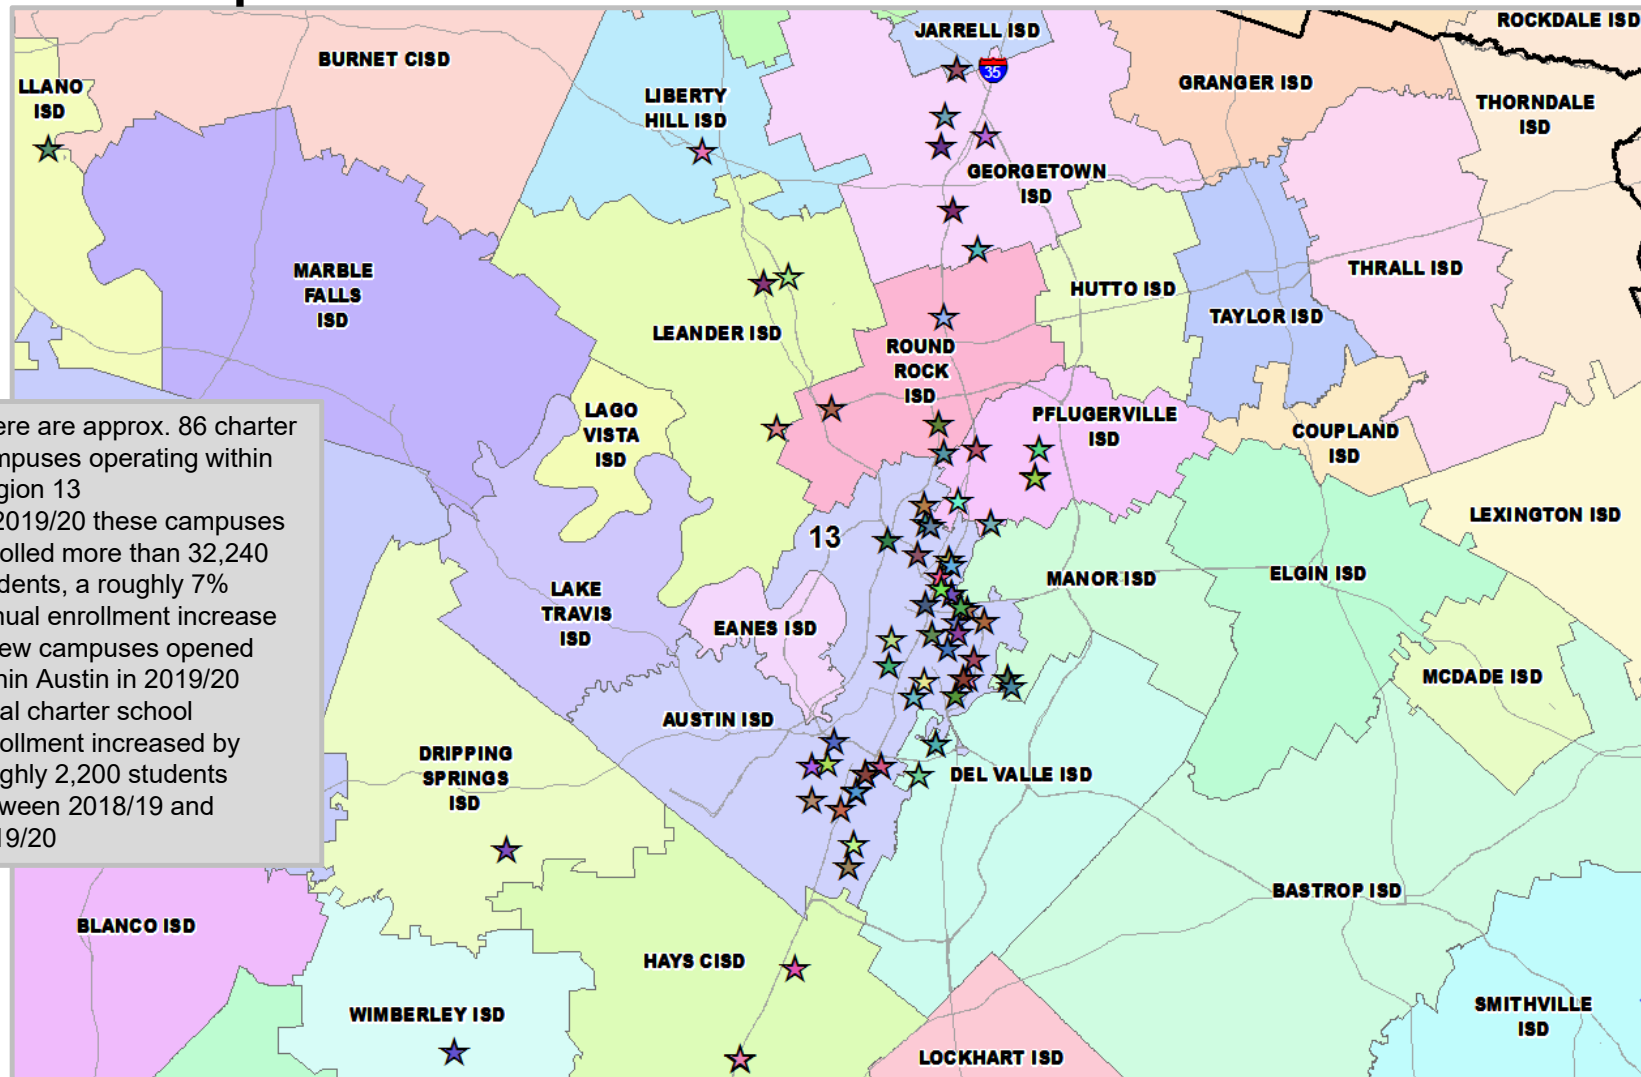 ROCKDALE ISD
JARRELL ISD
BURNET CISD
35
GRANGER ISD
LLANO
ISD
LIBERTY
HILL ISD
THORNDALE
ISD
GEORGETOWN
ISD
MARBLE
FALLS
ISD
THRALL ISD
HUTTO ISD
TAYLOR ISD
LEANDER ISD
ROUND
ROCK
ISD
LAGO
VISTA
ISD
PFLUGERVILLE
ISD
COUPLAND
ISD
ere are approx. 86 charter
mpuses operating within
gion 13
2019/20 these campuses
olled more than 32,240
dents, a roughly 7%
nual enrollment increase
ew campuses opened
hin Austin in 2019/20
al charter school
ollment increased by
ghly 2,200 students
ween 2018/19 and
19/20
LEXINGTON ISD
13
MANOR ISD
ELGIN ISD
LAKE
TRAVIS
ISD
EANES ISD
MCDADE ISD
AUSTIN ISD
DRIPPING
SPRINGS
ISD
DEL VALLE ISD
BASTROP ISD
BLANCO ISD
HAYS CISD
WIMBERLEY ISD
SMITHVILLE
ISD
LOCKHART ISD